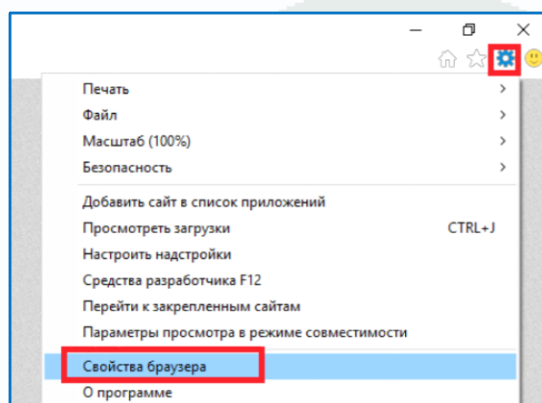 Печать
Файл
Масштаб (100%)
Безопасность
Добавить сайт в список приложений
Просмотреть загрузки CTRL+J
Настроить надстройки
Средства разработчика F12
Перейти к закрепленным сайтам
Параметры просмотра в режиме совместимости
Свойства браузера
О программе